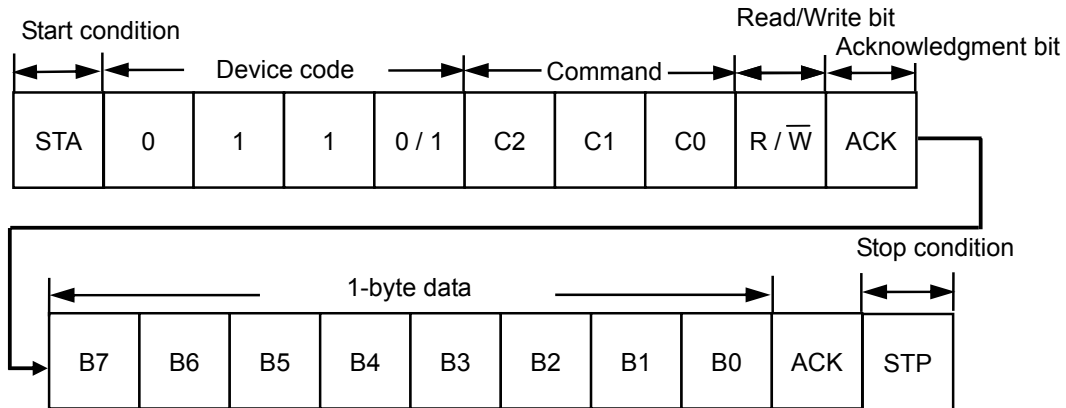 Read/Write bit
Start condition
Acknowledgment bit
Device code
Command
STA 0 1 1 0 / 1 C2 C1 C0 R / W̅ ACK
Stop condition
1-byte data
B7 B6 B5 B4 B3 B2 B1 B0 ACK STP